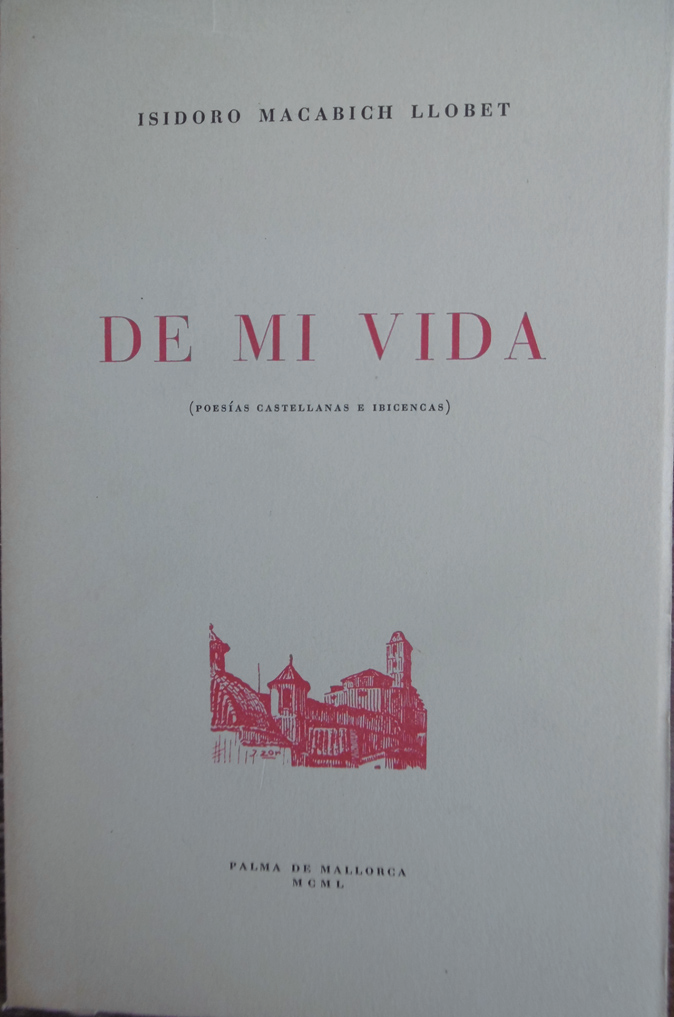 ISIDORO MACABICH LLOBET
DE MI VIDA
(POESÍAS CASTELLANAS E IBICENCAS)
PALMA DE MALLORCA
MCML